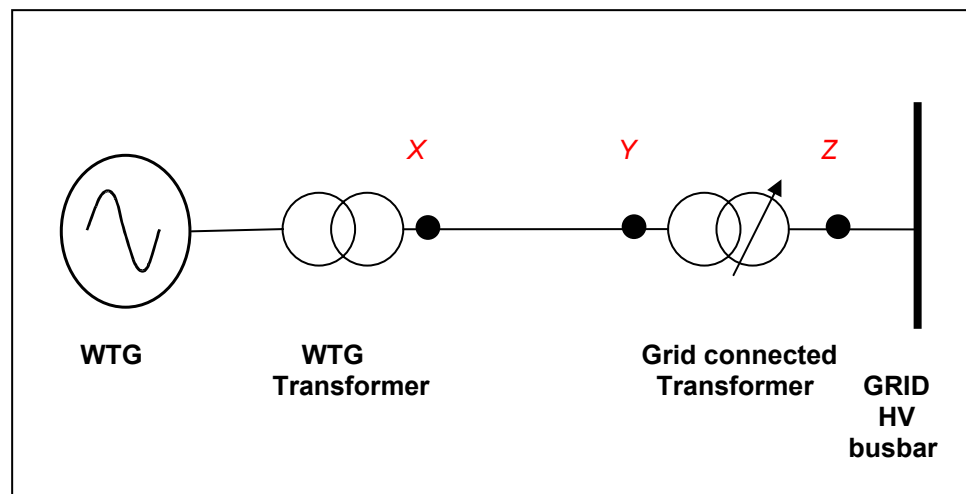 X
Y
Z
WTG
WTG
Transformer
Grid connected
Transformer
GRID
HV
busbar